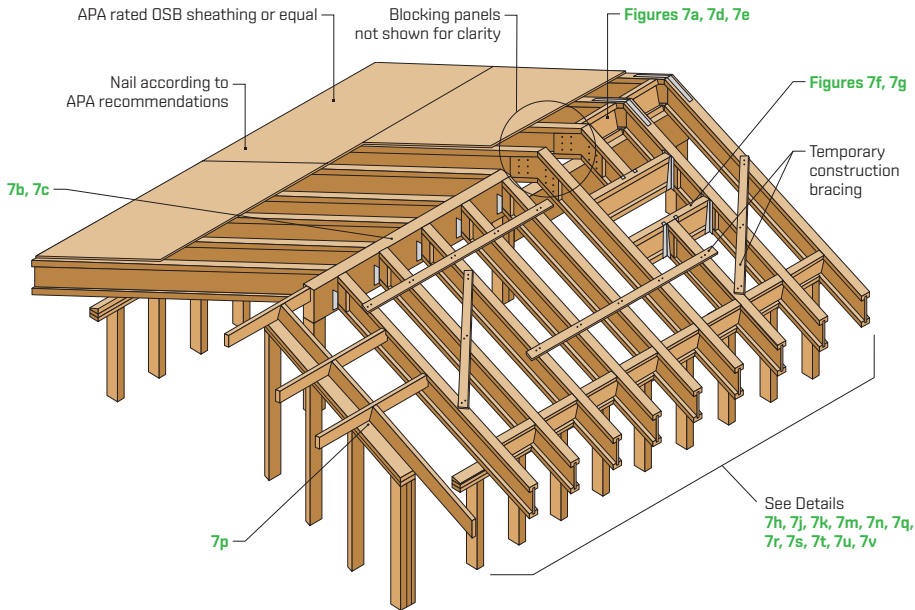 APA rated OSB sheathing or equal
Blocking panels
not shown for clarity
Figures 7a, 7d, 7e
Nail according to
APA recommendations
Figures 7f, 7g
Temporary
construction
bracing
7b, 7c
7p
See Details
7h, 7j, 7k, 7m, 7n, 7q,
7r, 7s, 7t, 7u, 7v